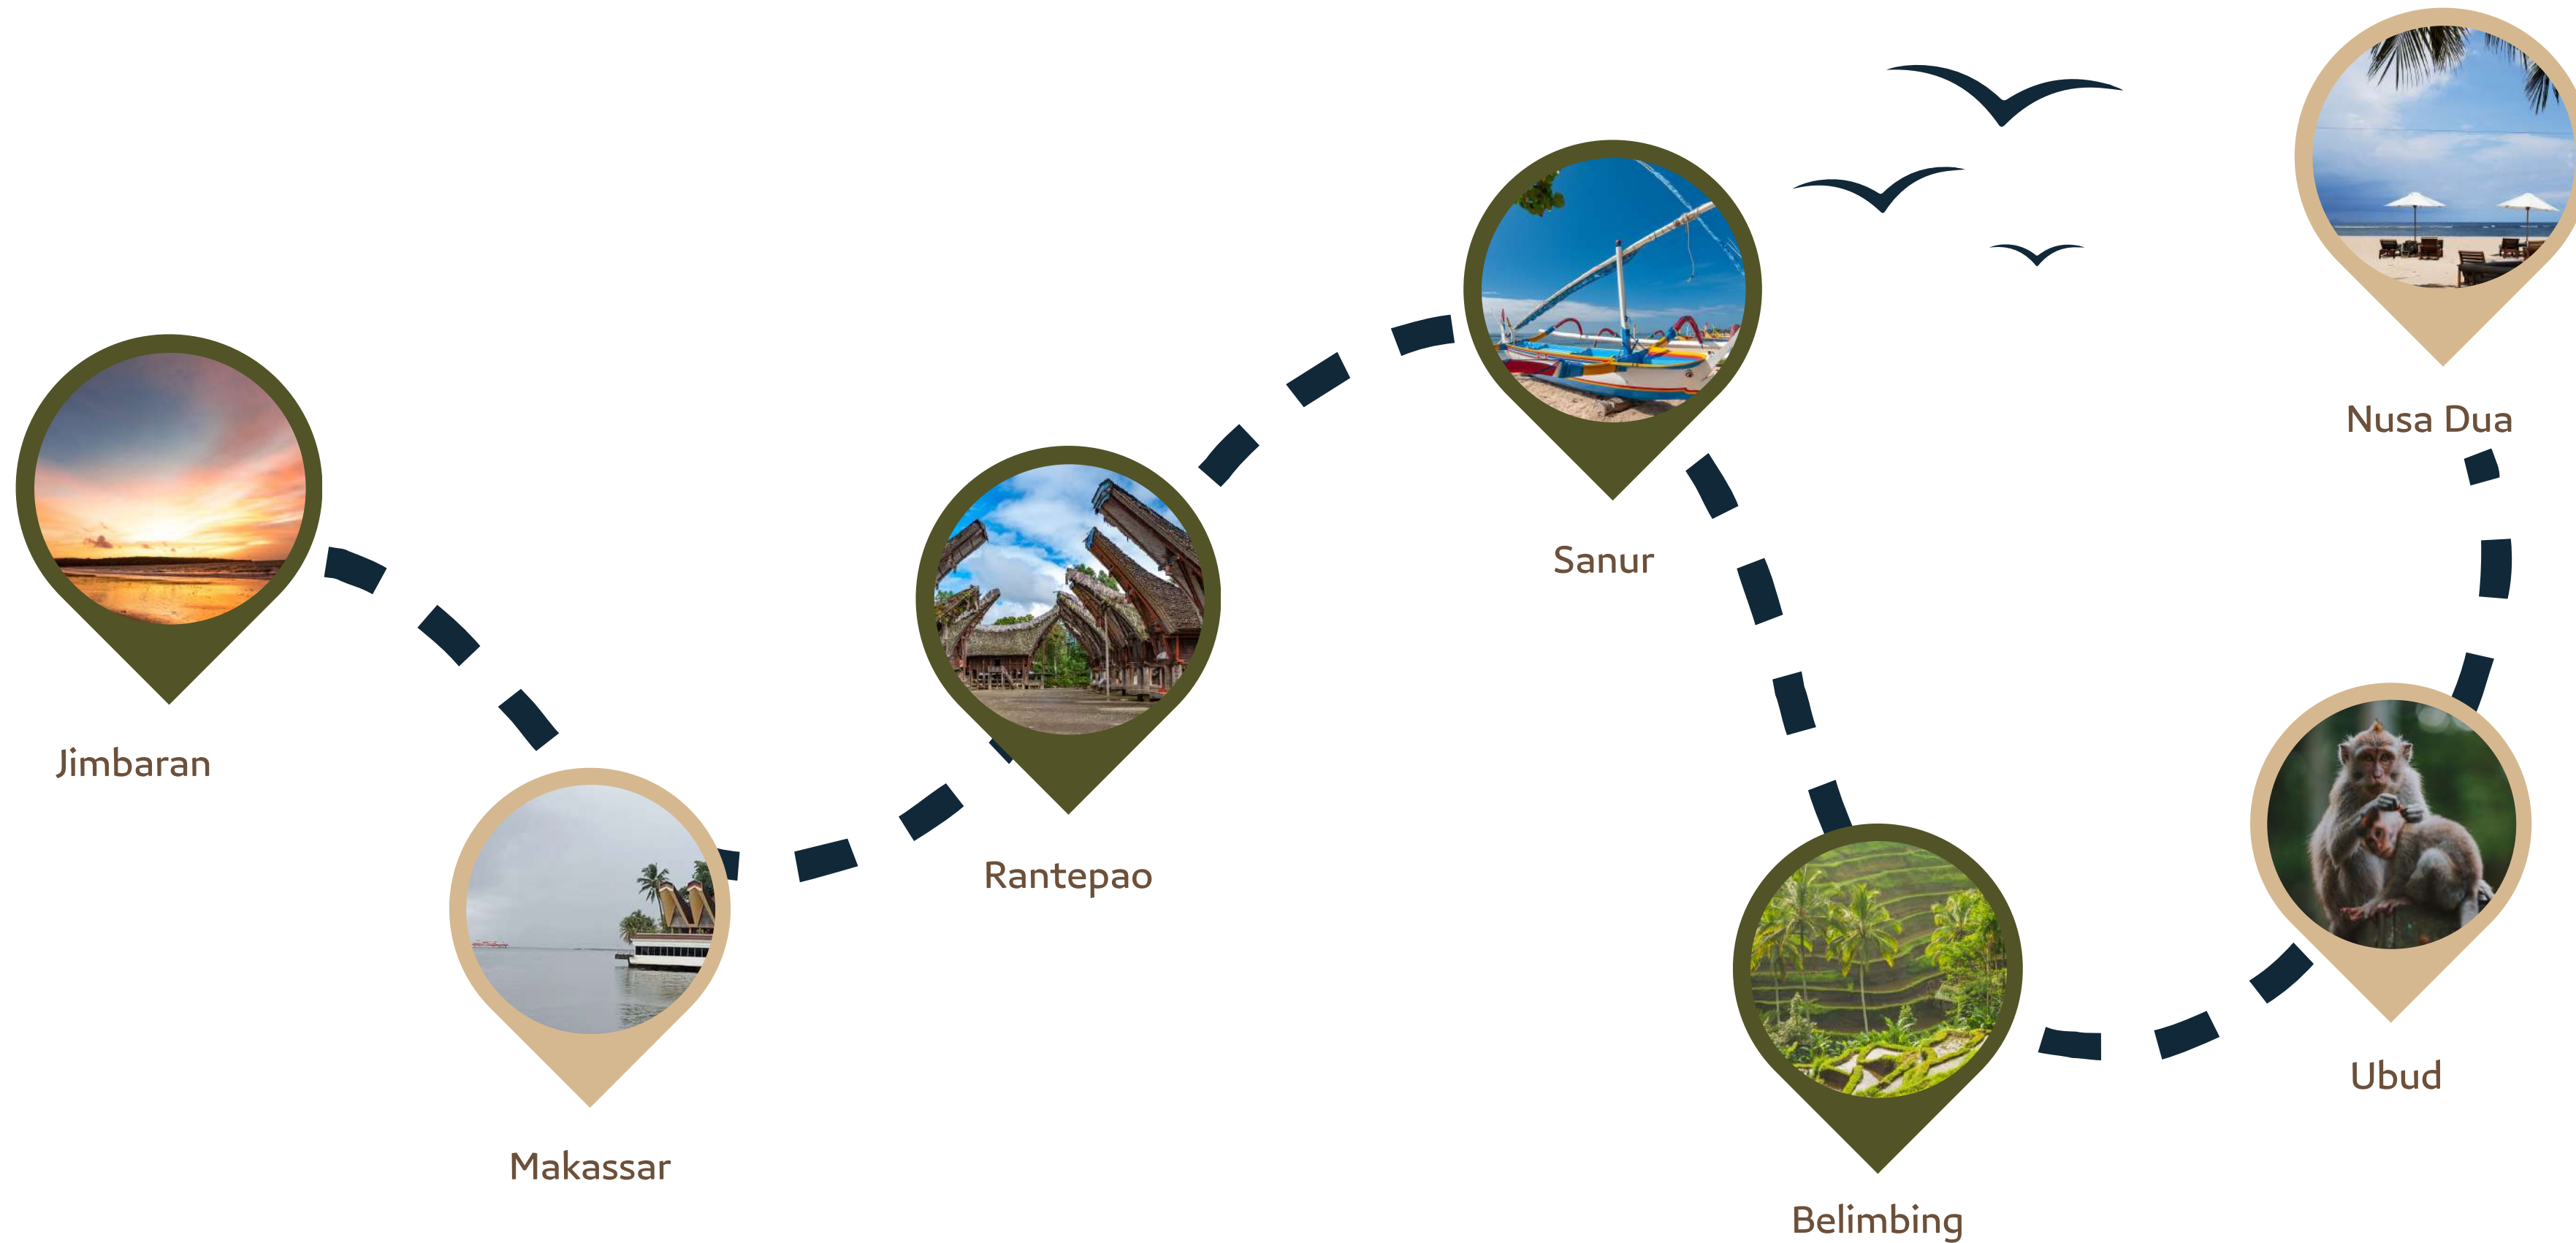 Jimbaran
Makassar
Rantepao
Sanur
Belimbing
Ubud
Nusa Dua